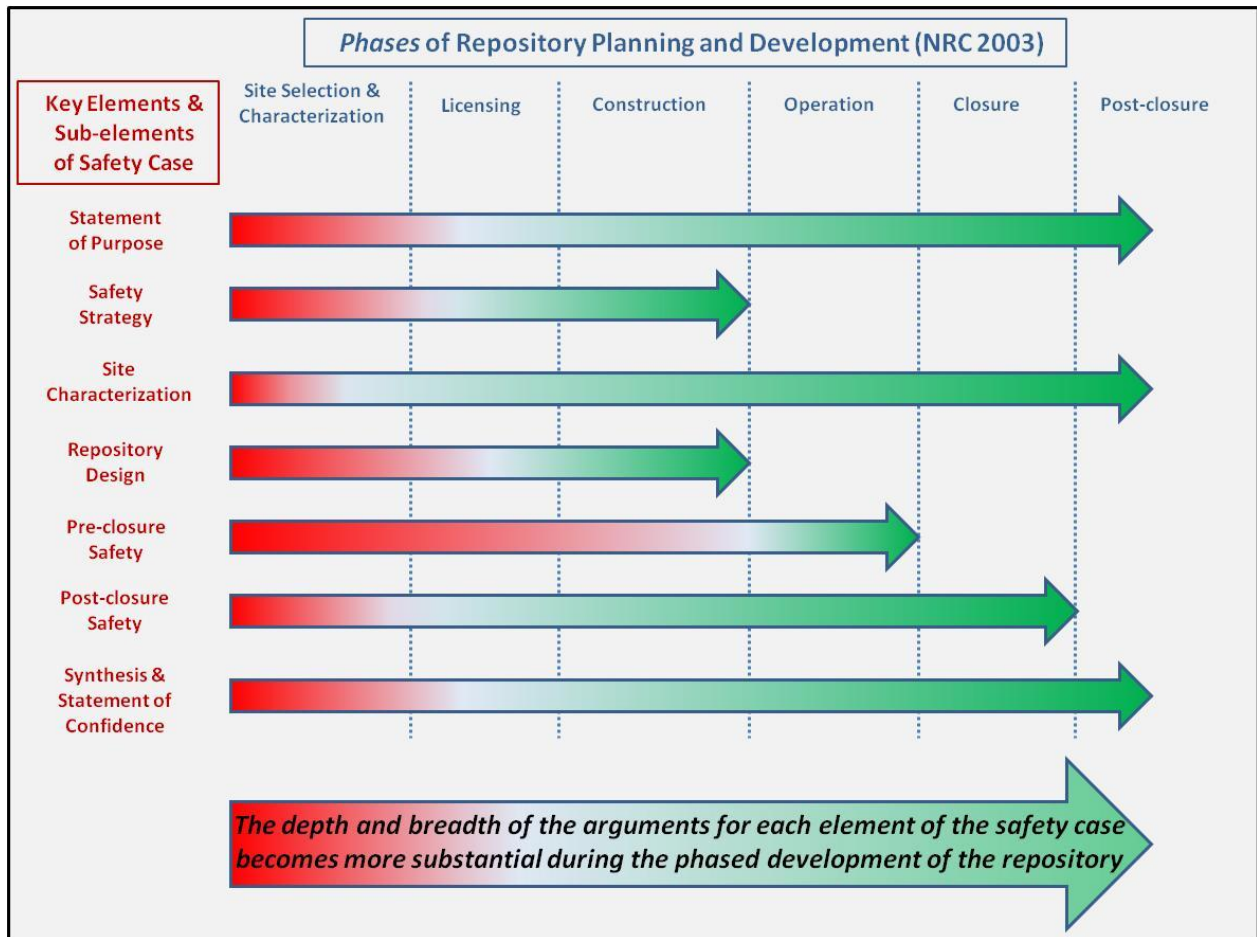 Phases of Repository Planning and Development (NRC 2003)
Key Elements &
Sub-elements
of Safety Case
Site Selection &
Characterization
Licensing
Construction
Operation
Closure
Post-closure
Statement
of Purpose
Safety
Strategy
Site
Characterization
Repository
Design
Pre-closure
Safety
Post-closure
Safety
Synthesis &
Statement of
Confidence
The depth and breadth of the arguments for each element of the safety case
becomes more substantial during the phased development of the repository